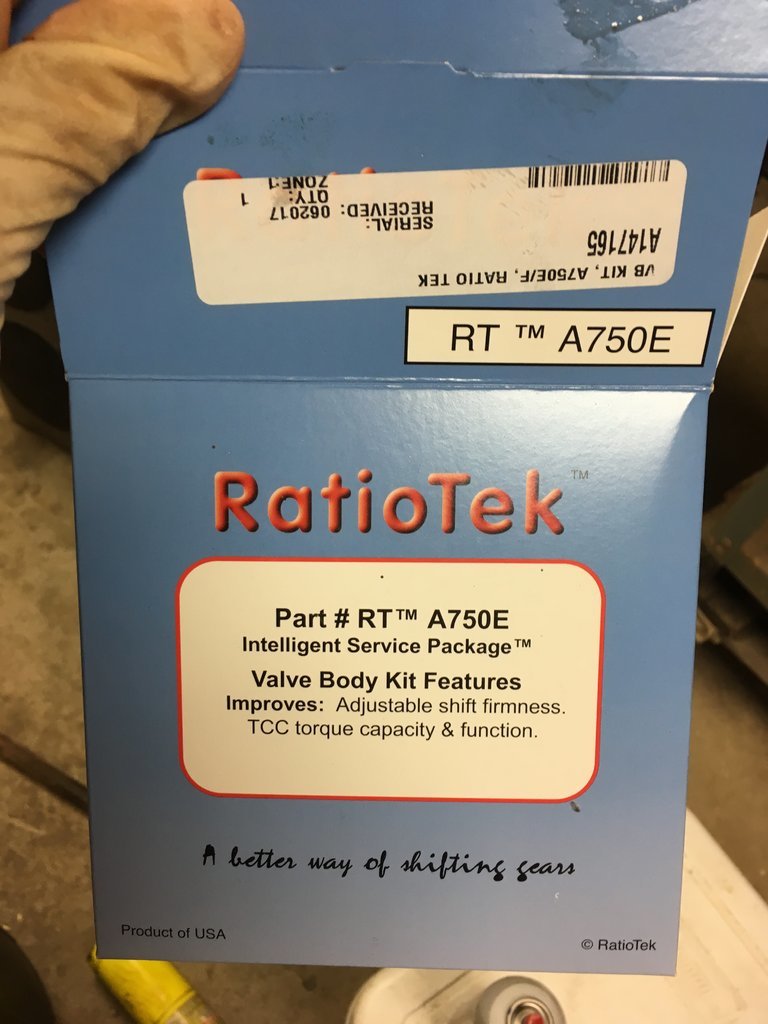 VB KIT, A750E/F, RATIO TEK
A147165
SERIAL:
RECEIVED: 062017
QTY: 1
ZONE:1
RT ™ A750E
RatioTek™
Part # RT™ A750E
Intelligent Service Package™
Valve Body Kit Features
Improves: Adjustable shift firmness.
TCC torque capacity & function.
A better way of shifting gears
Product of USA
© RatioTek